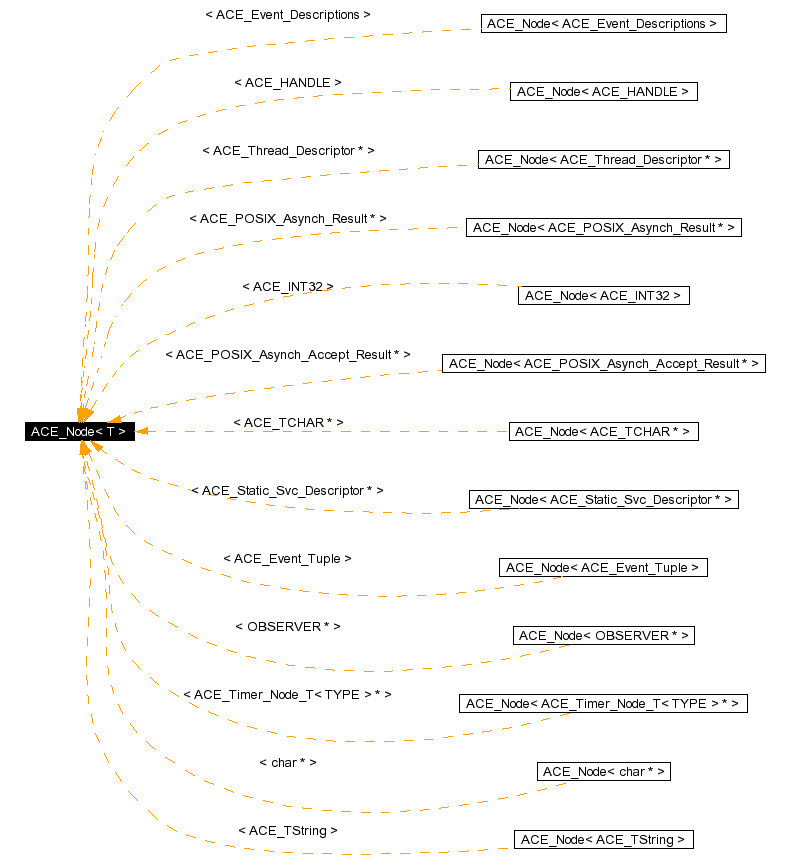 < ACE_Event_Descriptions >
ACE_Node< ACE_Event_Descriptions >
< ACE_HANDLE >
ACE_Node< ACE_HANDLE >
< ACE_Thread_Descriptor * >
ACE_Node< ACE_Thread_Descriptor * >
< ACE_POSIX_Asynch_Result * >
ACE_Node< ACE_POSIX_Asynch_Result * >
< ACE_INT32 >
ACE_Node< ACE_INT32 >
< ACE_POSIX_Asynch_Accept_Result * >
ACE_Node< ACE_POSIX_Asynch_Accept_Result * >
ACE_Node< T >
< ACE_TCHAR * >
ACE_Node< ACE_TCHAR * >
< ACE_Static_Svc_Descriptor * >
ACE_Node< ACE_Static_Svc_Descriptor * >
< ACE_Event_Tuple >
ACE_Node< ACE_Event_Tuple >
< OBSERVER * >
ACE_Node< OBSERVER * >
< ACE_Timer_Node_T< TYPE > * >
ACE_Node< ACE_Timer_Node_T< TYPE > * >
< char * >
ACE_Node< char * >
< ACE_TString >
ACE_Node< ACE_TString >